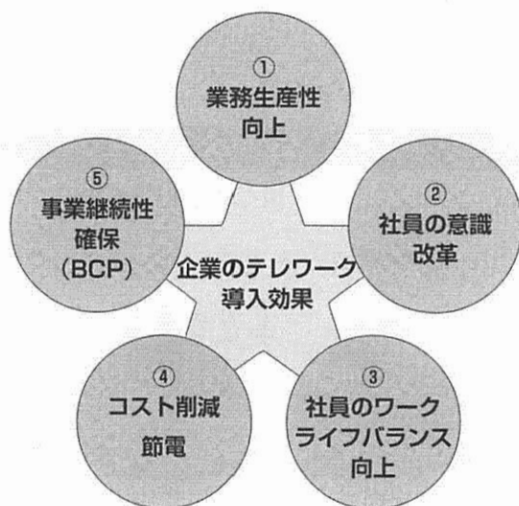 ①
業務生産性
向上
②
社員の意識
改革
③
社員のワーク
ライフバランス
向上
④
コスト削減
節電
⑤
事業継続性
確保
（BCP）
企業のテレワーク
導入効果